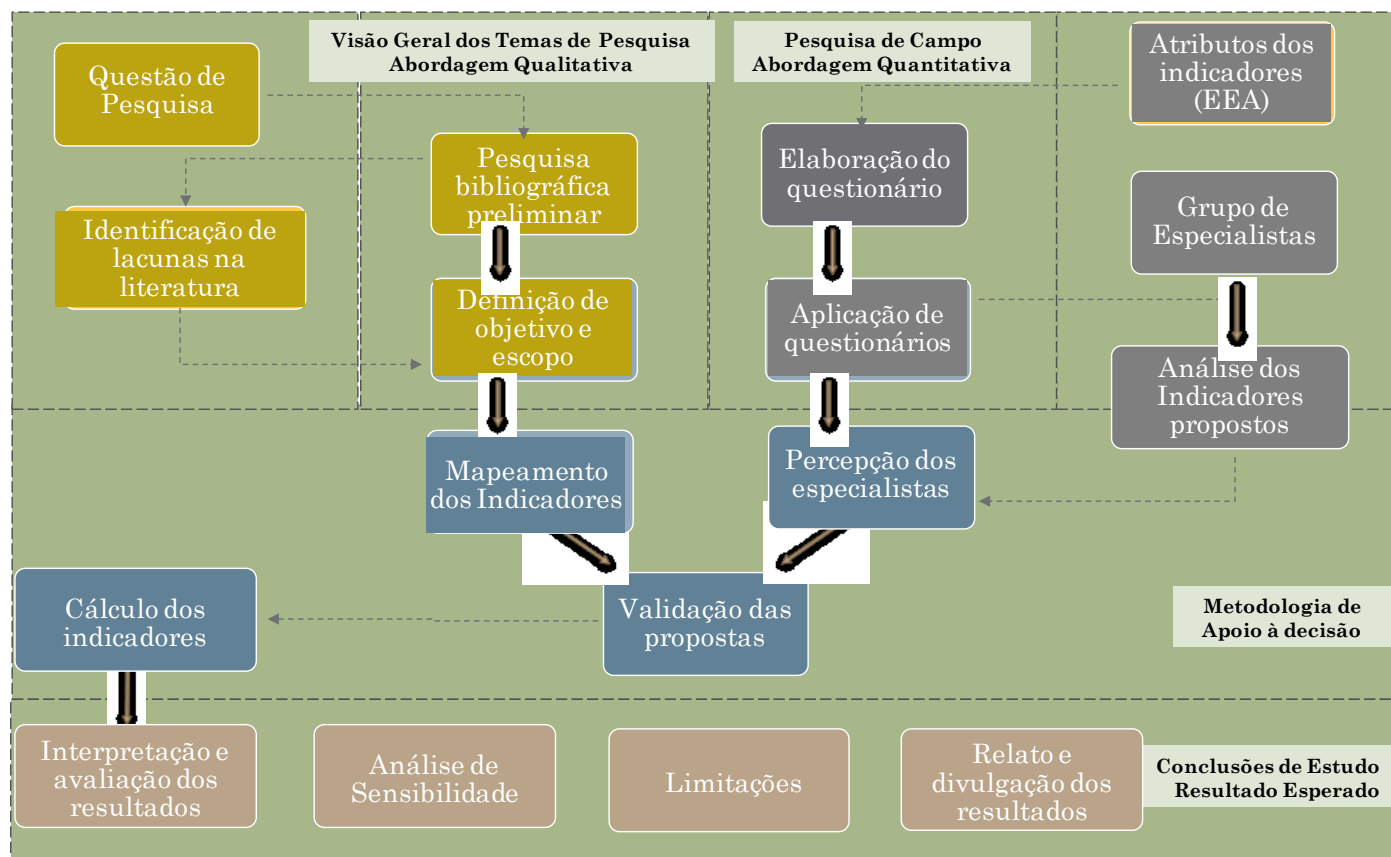 Visão Geral dos Temas de Pesquisa
Abordagem Qualitativa
Pesquisa de Campo
Abordagem Quantitativa
Questão de
Pesquisa
Atributos dos
indicadores
(EEA)
Pesquisa
bibliográfica
preliminar
Elaboração do
questionário
Identificação de
lacunas na
literatura
Grupo de
Especialistas
Definição de
objetivo e
escopo
Aplicação de
questionários
Análise dos
Indicadores
propostos
Mapeamento
dos Indicadores
Percepção dos
especialistas
Cálculo dos
indicadores
Validação das
propostas
Metodologia de
Apoio à decisão
Interpretação e
avaliação dos
resultados
Análise de
Sensibilidade
Limitações
Relato e
divulgação dos
resultados
Conclusões de Estudo
Resultado Esperado